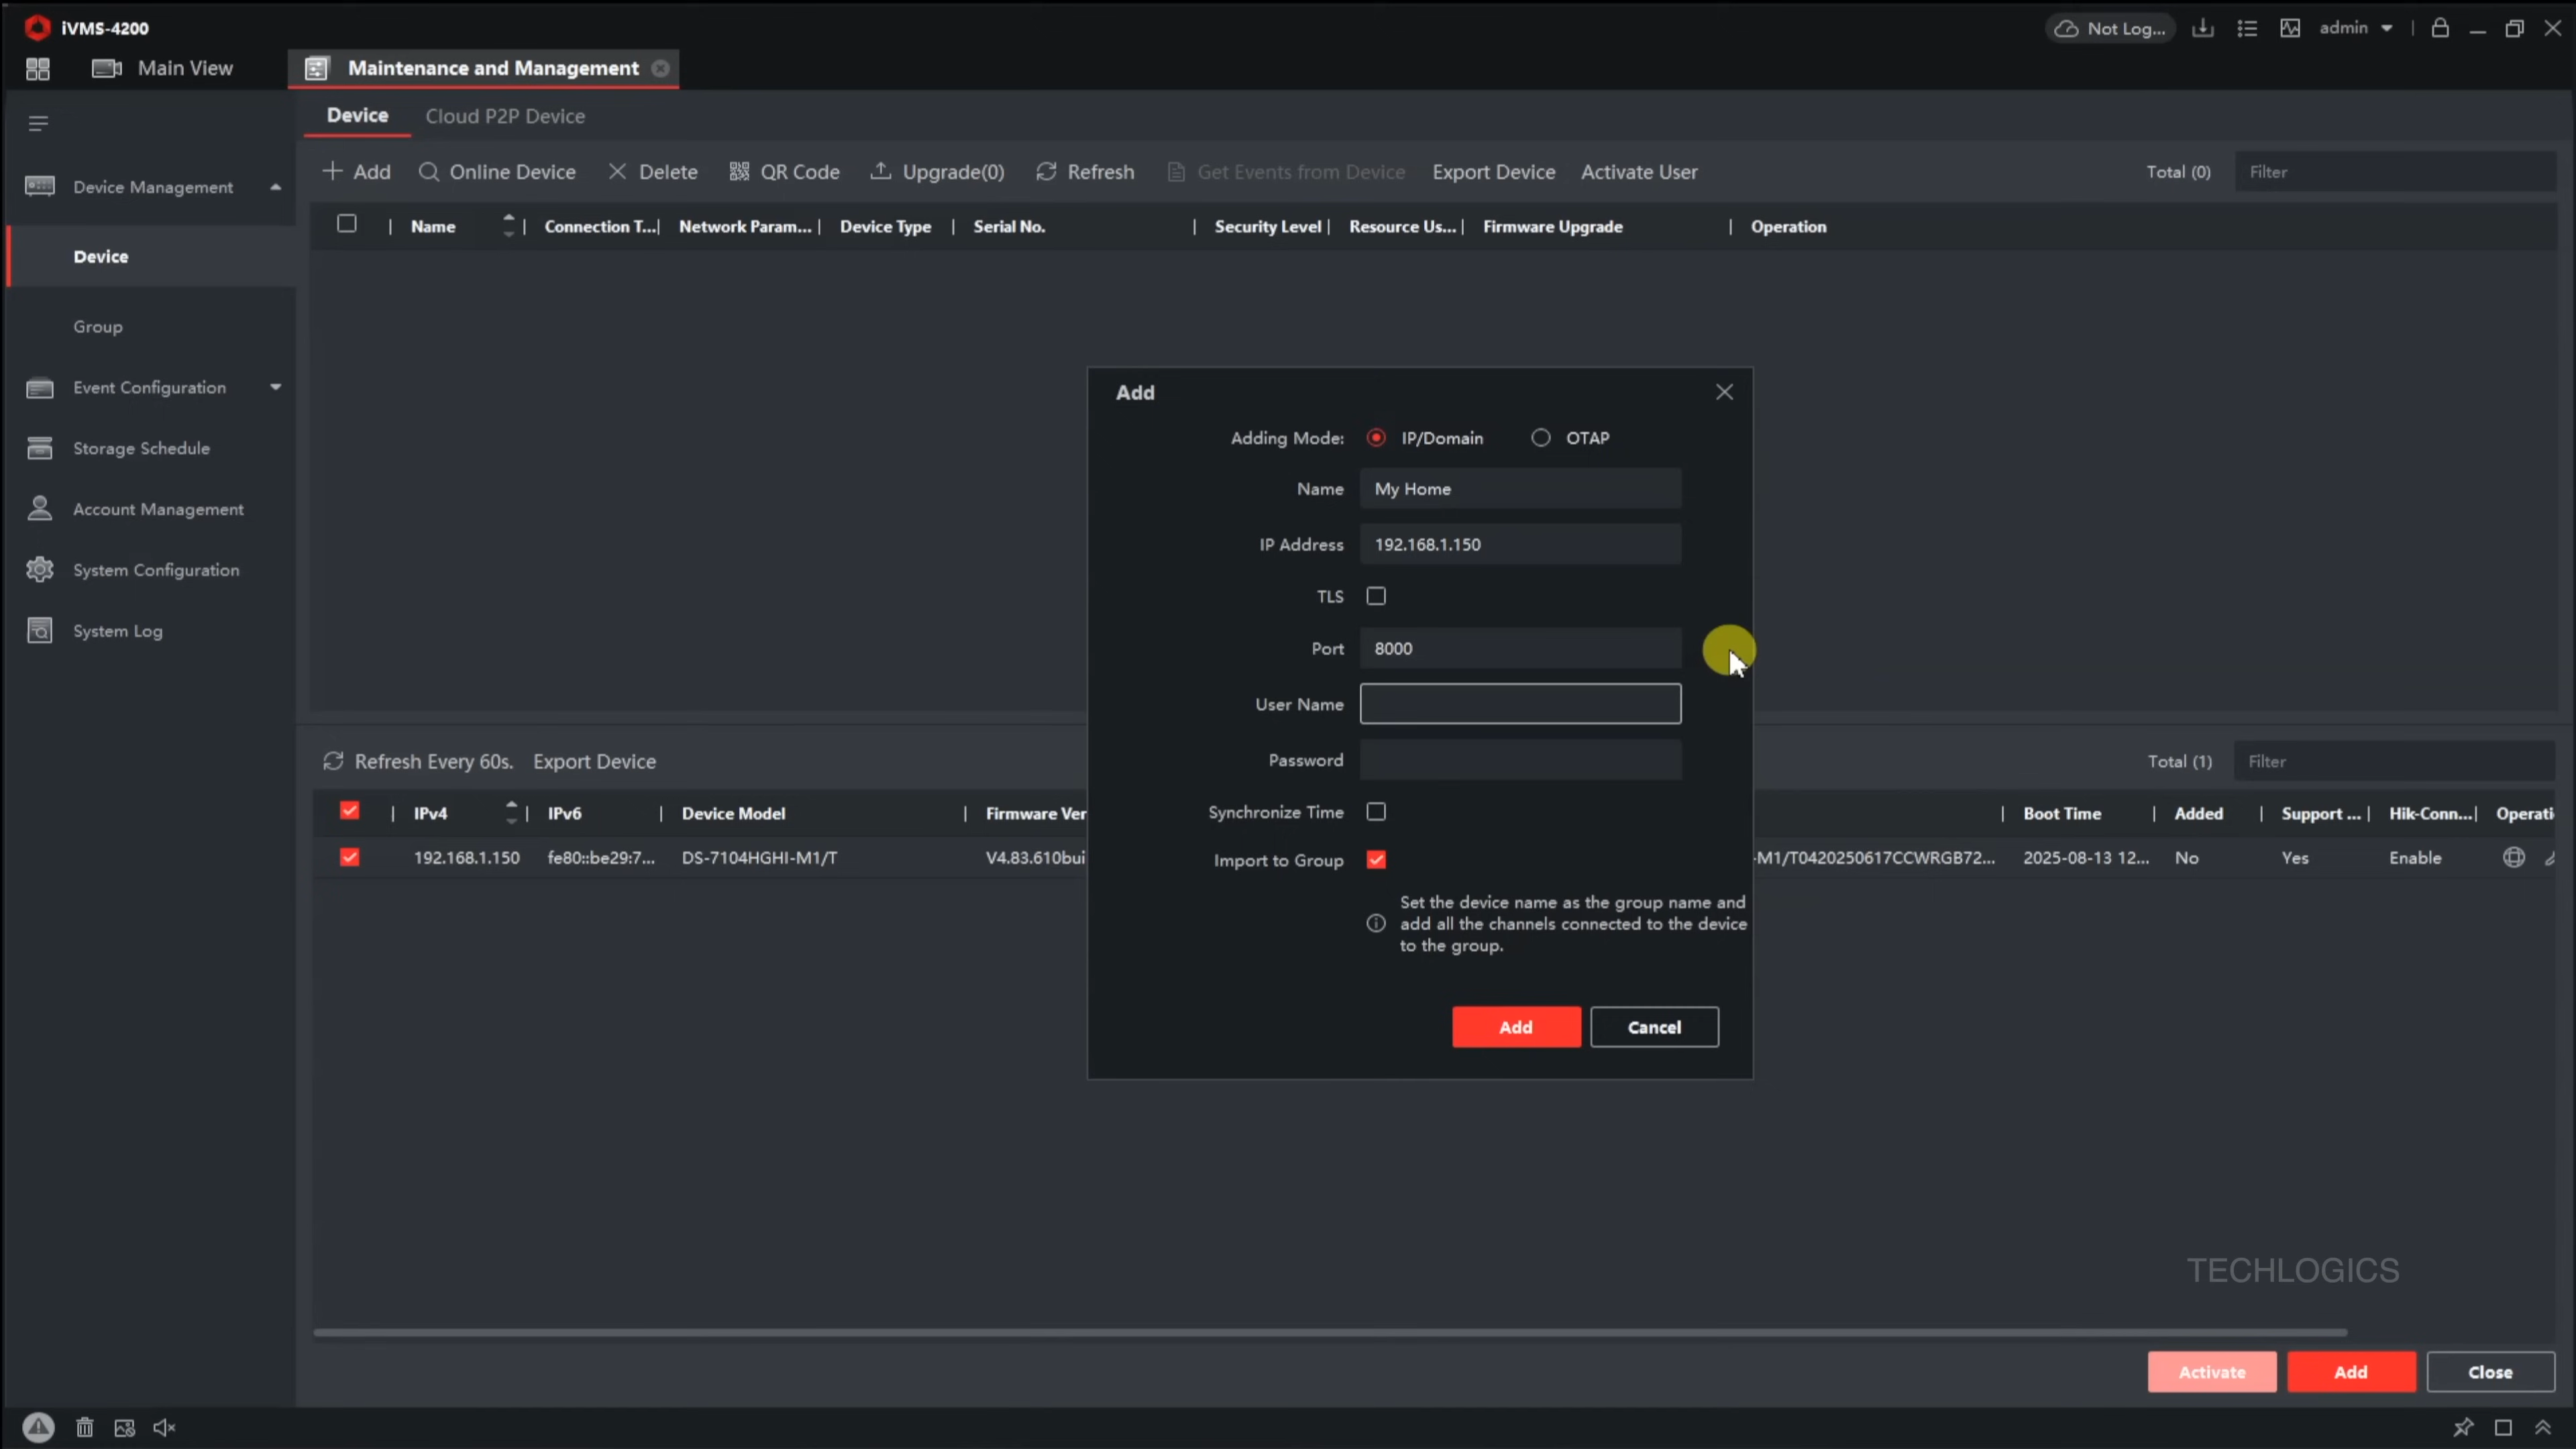 iVMS-4200
Not Log...
admin
Main View
Maintenance and Management
Device
Cloud P2P Device
Add
Online Device
Delete
QR Code
Upgrade(0)
Refresh
Get Events from Device
Export Device
Activate User
Total (0)
Filter
Name
Connection T...
Network Param...
Device Type
Serial No.
Security Level
Resource Us...
Firmware Upgrade
Operation
Device Management
Device
Group
Event Configuration
Storage Schedule
Account Management
System Configuration
System Log
Add
Adding Mode: IP/Domain OTAP
Name My Home
IP Address 192.168.1.150
TLS
Port 8000
User Name
Password
Synchronize Time
Import to Group
Set the device name as the group name and
add all the channels connected to the device
to the group.
Add Cancel
Refresh Every 60s.
Export Device
Total (1)
Filter
IPv4
IPv6
Device Model
Firmware Ver
Boot Time
Added
Support ...
Hik-Conn...
Operati
192.168.1.150
fe80::be29:7...
DS-7104HGHI-M1/T
V4.83.610bui
-M1/T0420250617CCWRGB72...
2025-08-13 12...
No
Yes
Enable
TECHLOGICS
Activate
Add
Close